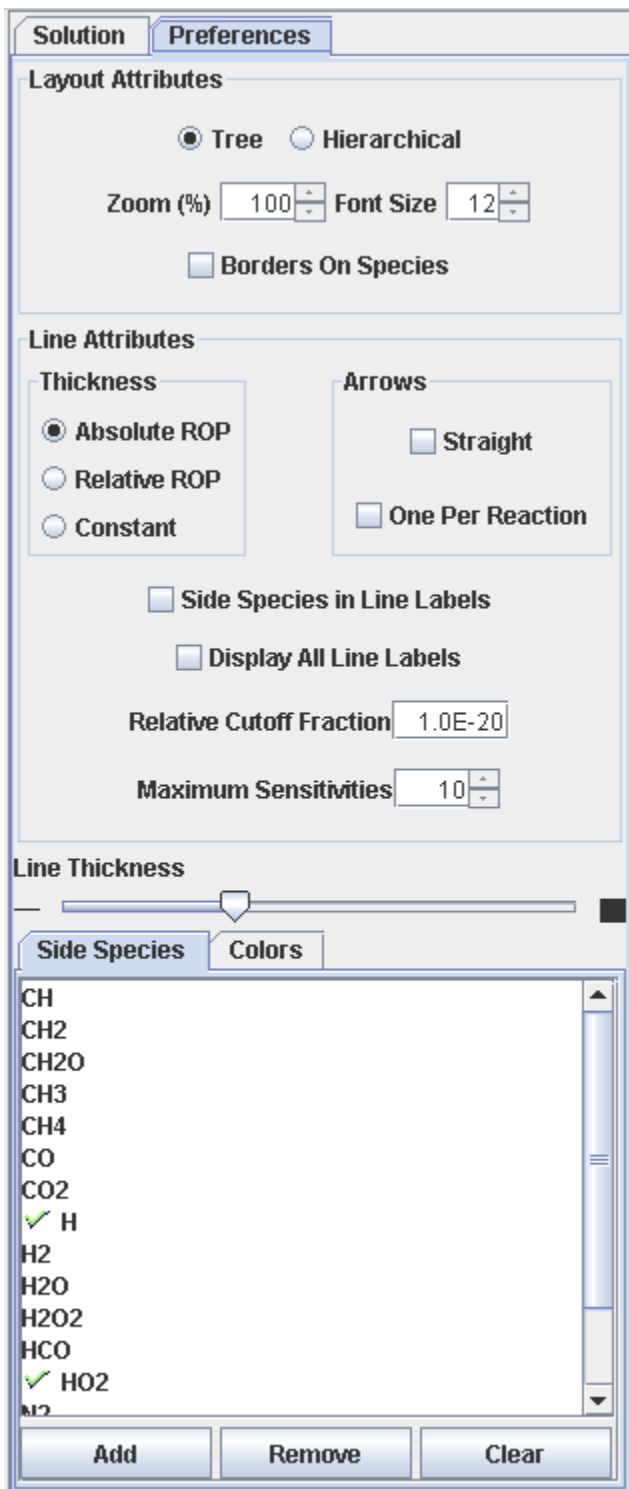 Solution Preferences
Layout Attributes
Tree Hierarchical
Zoom (%) 100 Font Size 12
Borders On Species
Line Attributes
Thickness Arrows
Absolute ROP
Straight
Relative ROP
One Per Reaction
Constant
Side Species in Line Labels
Display All Line Labels
Relative Cutoff Fraction 1.0E-20
Maximum Sensitivities 10
Line Thickness
Side Species Colors
CH
CH2
CH2O
CH3
CH4
CO
CO2
H
H2
H2O
H2O2
HCO
HO2
N2
Add Remove Clear